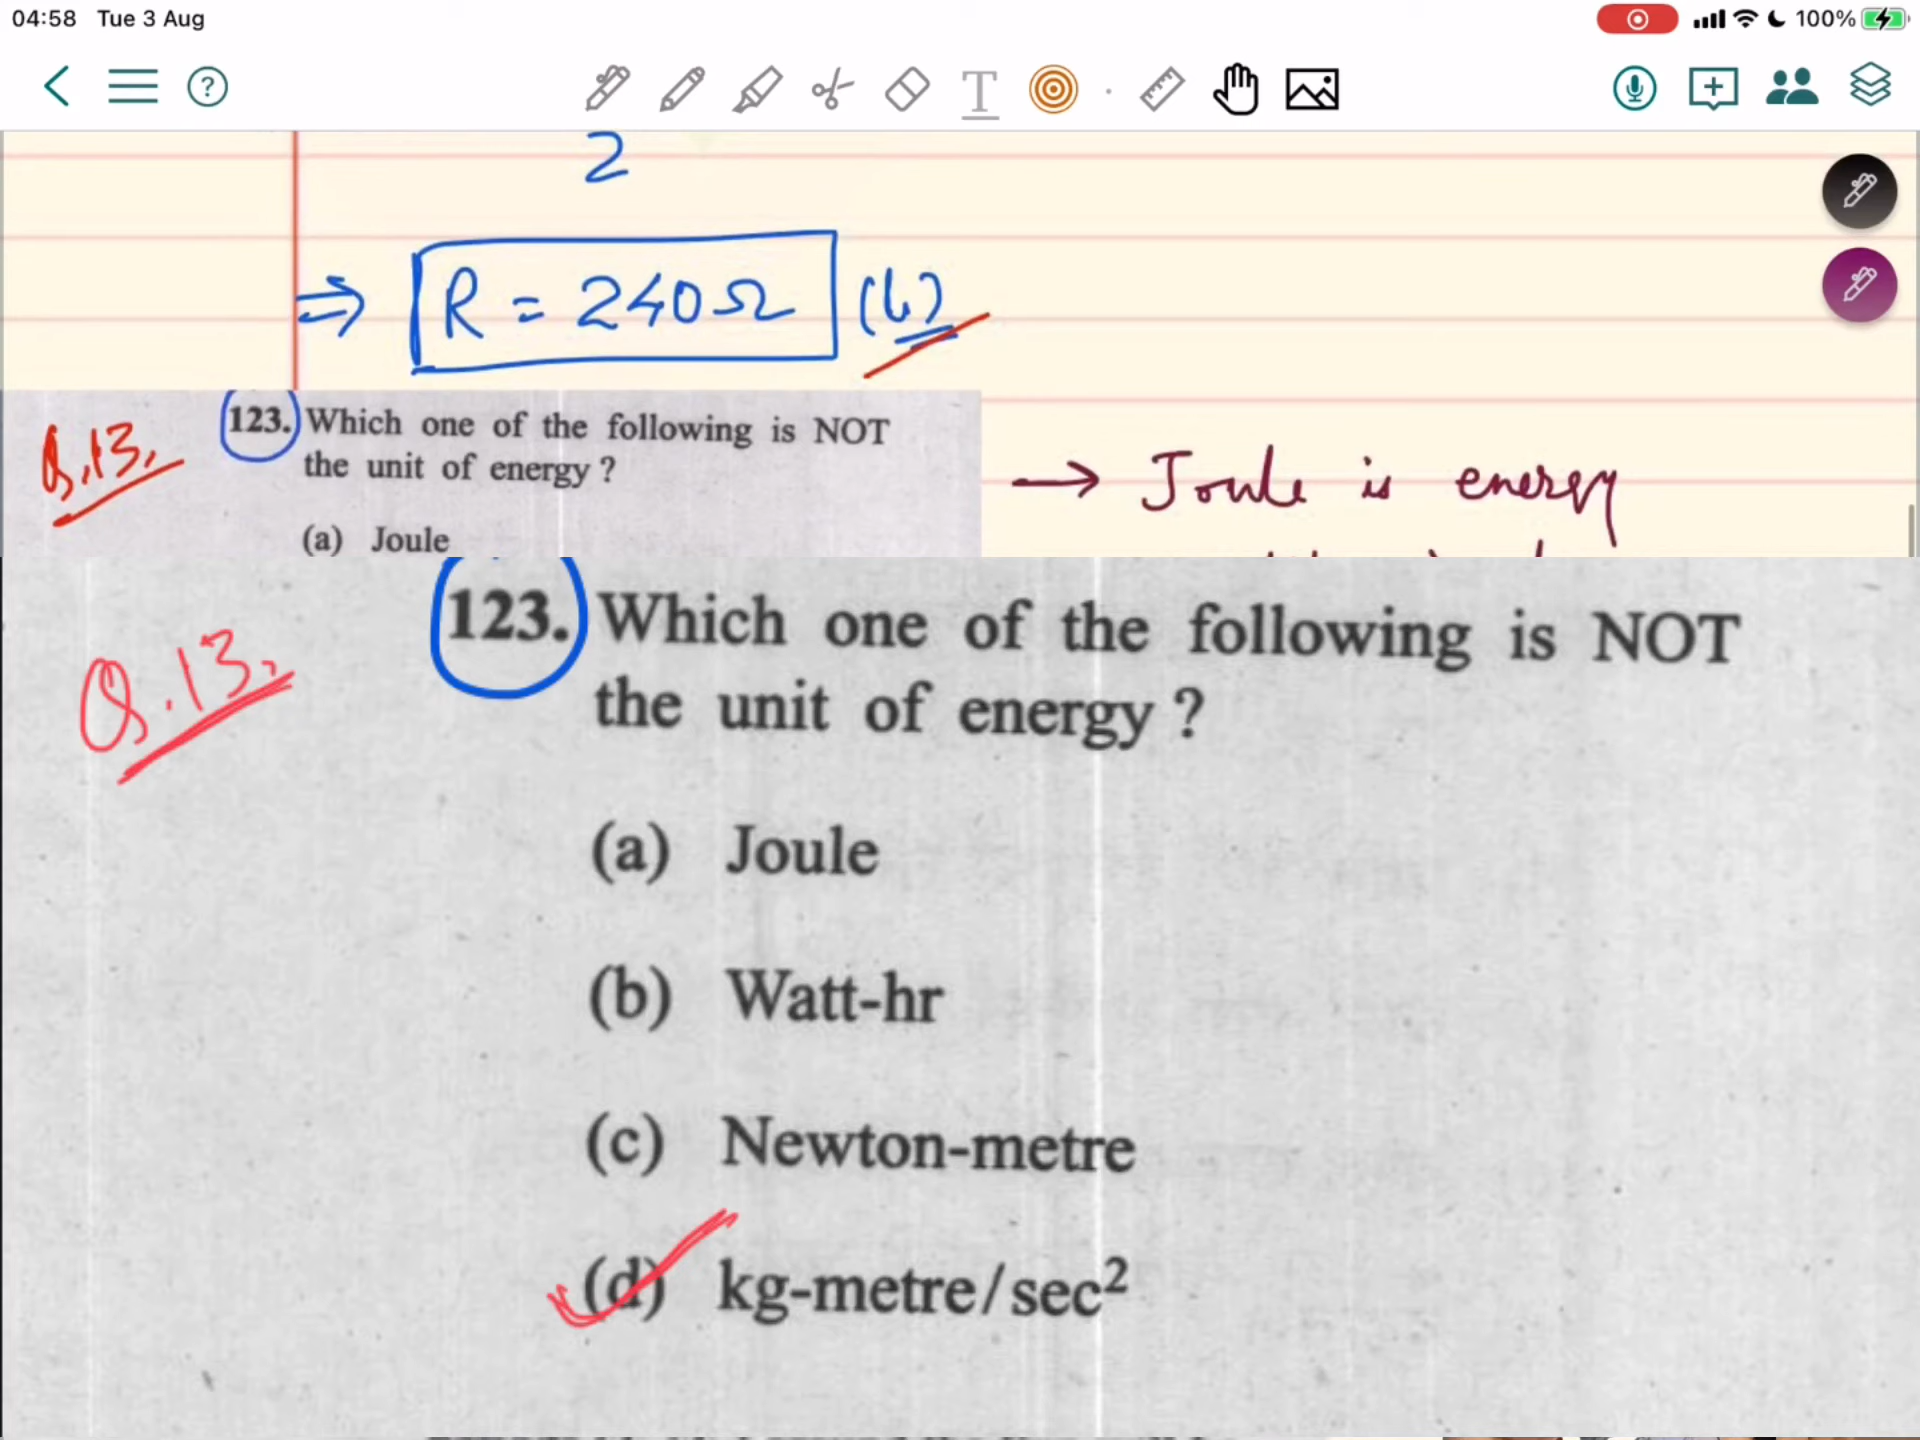 04:58 Tue 3 Aug
100%
T
2
⇒ R = 240Ω (b)
Q.13.
123. Which one of the following is NOT
the unit of energy ?
(a) Joule
→ Joule is energy
Q.13.
123. Which one of the following is NOT
the unit of energy ?
(a) Joule
(b) Watt-hr
(c) Newton-metre
(d) kg-metre/sec²